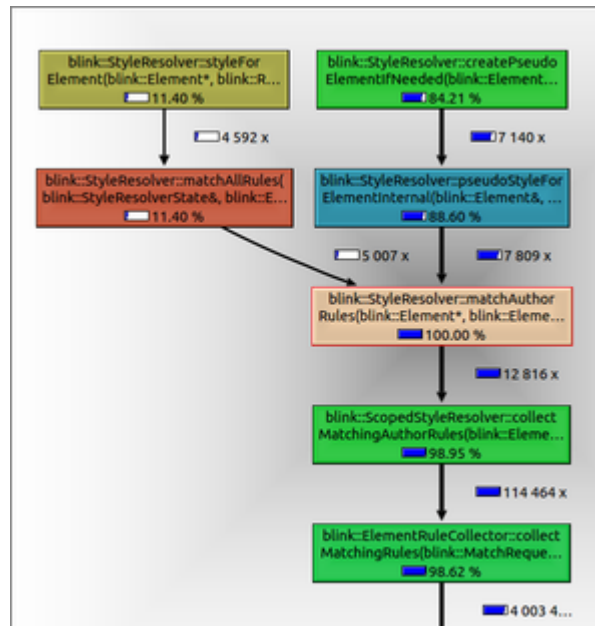 blink::StyleResolver::styleFor
Element(blink::Element*, blink::R...
11.40 %
blink::StyleResolver::createPseudo
ElementIfNeeded(blink::Element...
84.21 %
4 592 x
7 140 x
blink::StyleResolver::matchAllRules(
blink::StyleResolverState&, blink::E...
11.40 %
blink::StyleResolver::pseudoStyleFor
ElementInternal(blink::Element&, ...
88.60 %
5 007 x
7 809 x
blink::StyleResolver::matchAuthor
Rules(blink::Element*, blink::Eleme...
100.00 %
12 816 x
blink::ScopedStyleResolver::collect
MatchingAuthorRules(blink::Eleme...
98.95 %
114 464 x
blink::ElementRuleCollector::collect
MatchingRules(blink::MatchReque...
98.62 %
4 003 4...